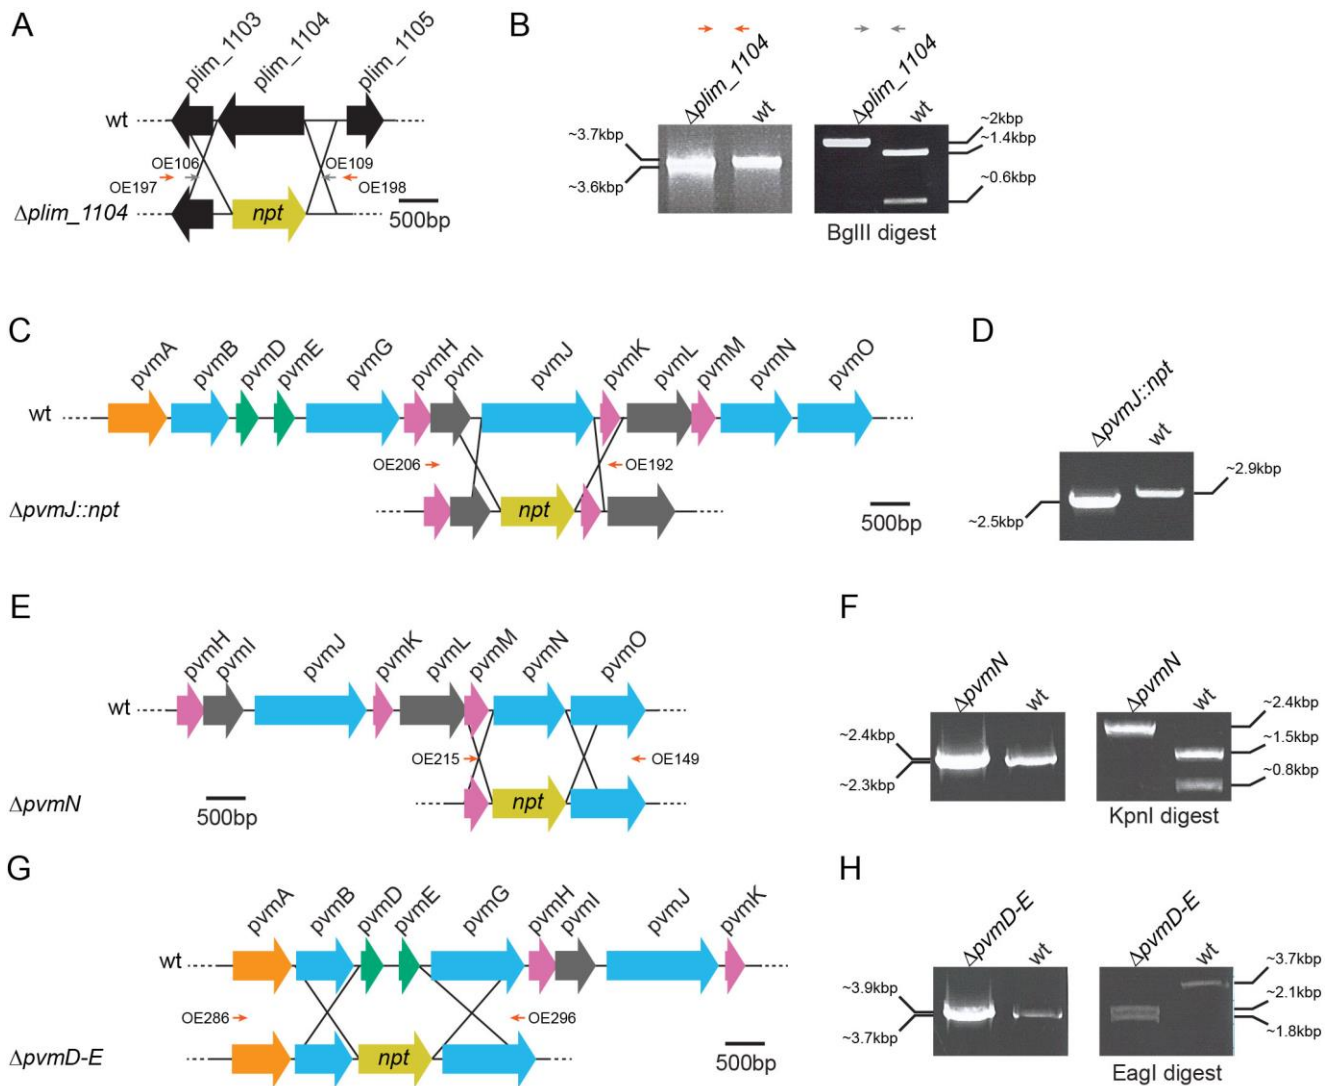 A
plim_1103
plim_1104
plim_1105
wt
OE106
OE109
OE197
OE198
Δplim_1104
npt
500bp
B
Δplim_1104
wt
Δplim_1104
wt
~3.7kbp
~3.6kbp
~2kbp
~1.4kbp
~0.6kbp
BglII digest
C
pvmA
pvmB
pvmD
pvmE
pvmG
pvmH
pvmI
pvmJ
pvmK
pvmL
pvmM
pvmN
pvmO
wt
OE206
OE192
ΔpvmJ::npt
npt
500bp
D
ΔpvmJ::npt
wt
~2.9kbp
~2.5kbp
E
pvmH
pvmI
pvmJ
pvmK
pvmL
pvmM
pvmN
pvmO
wt
OE215
OE149
ΔpvmN
500bp
npt
F
ΔpvmN
wt
ΔpvmN
wt
~2.4kbp
~2.3kbp
~2.4kbp
~1.5kbp
~0.8kbp
KpnI digest
G
pvmA
pvmB
pvmD
pvmE
pvmG
pvmH
pvmI
pvmJ
pvmK
wt
OE286
OE296
ΔpvmD-E
npt
500bp
H
ΔpvmD-E
wt
ΔpvmD-E
wt
~3.9kbp
~3.7kbp
~3.7kbp
~2.1kbp
~1.8kbp
EagI digest